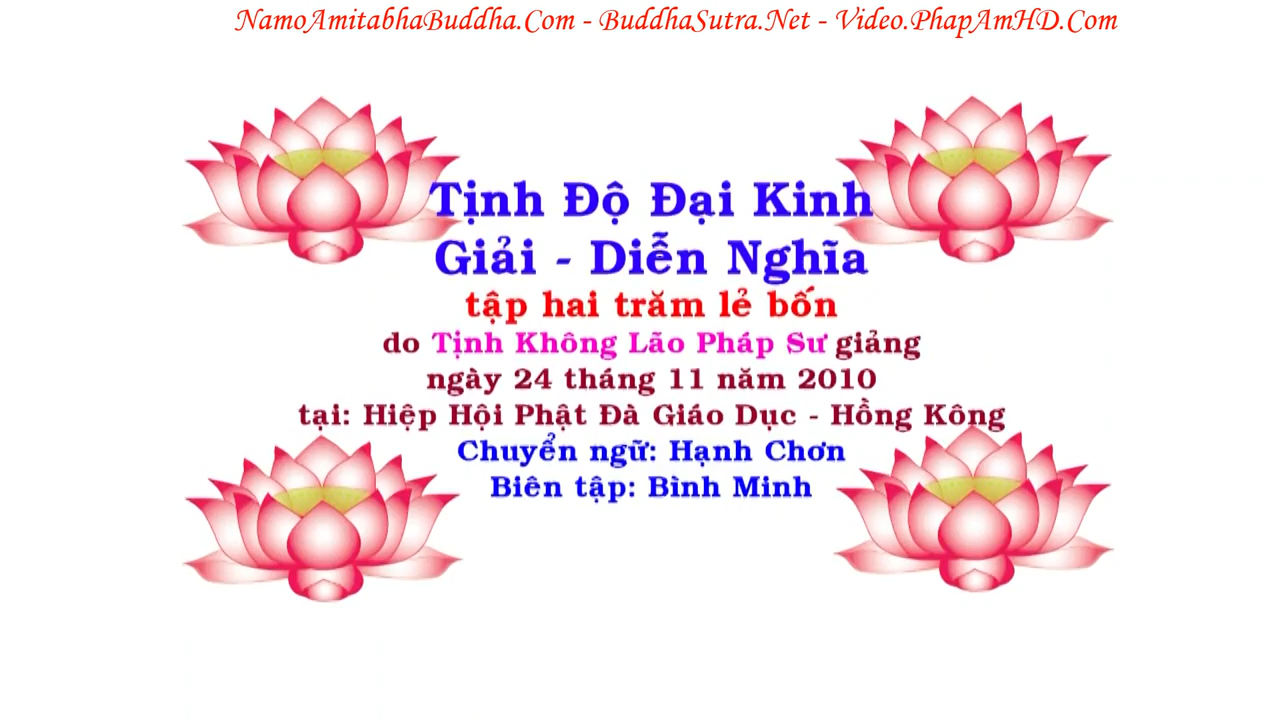 NamoAmitabhaBuddha.Com - BuddhaSutra.Net - Video.PhapAmHD.Com
Tịnh Độ Đại Kinh
Giải - Diễn Nghĩa
tập hai trăm lẻ bốn
do Tịnh Không Lão Pháp Sư giảng
ngày 24 tháng 11 năm 2010
tại: Hiệp Hội Phật Đà Giáo Dục - Hồng Kông
Chuyển ngữ: Hạnh Chơn
Biên tập: Bình Minh